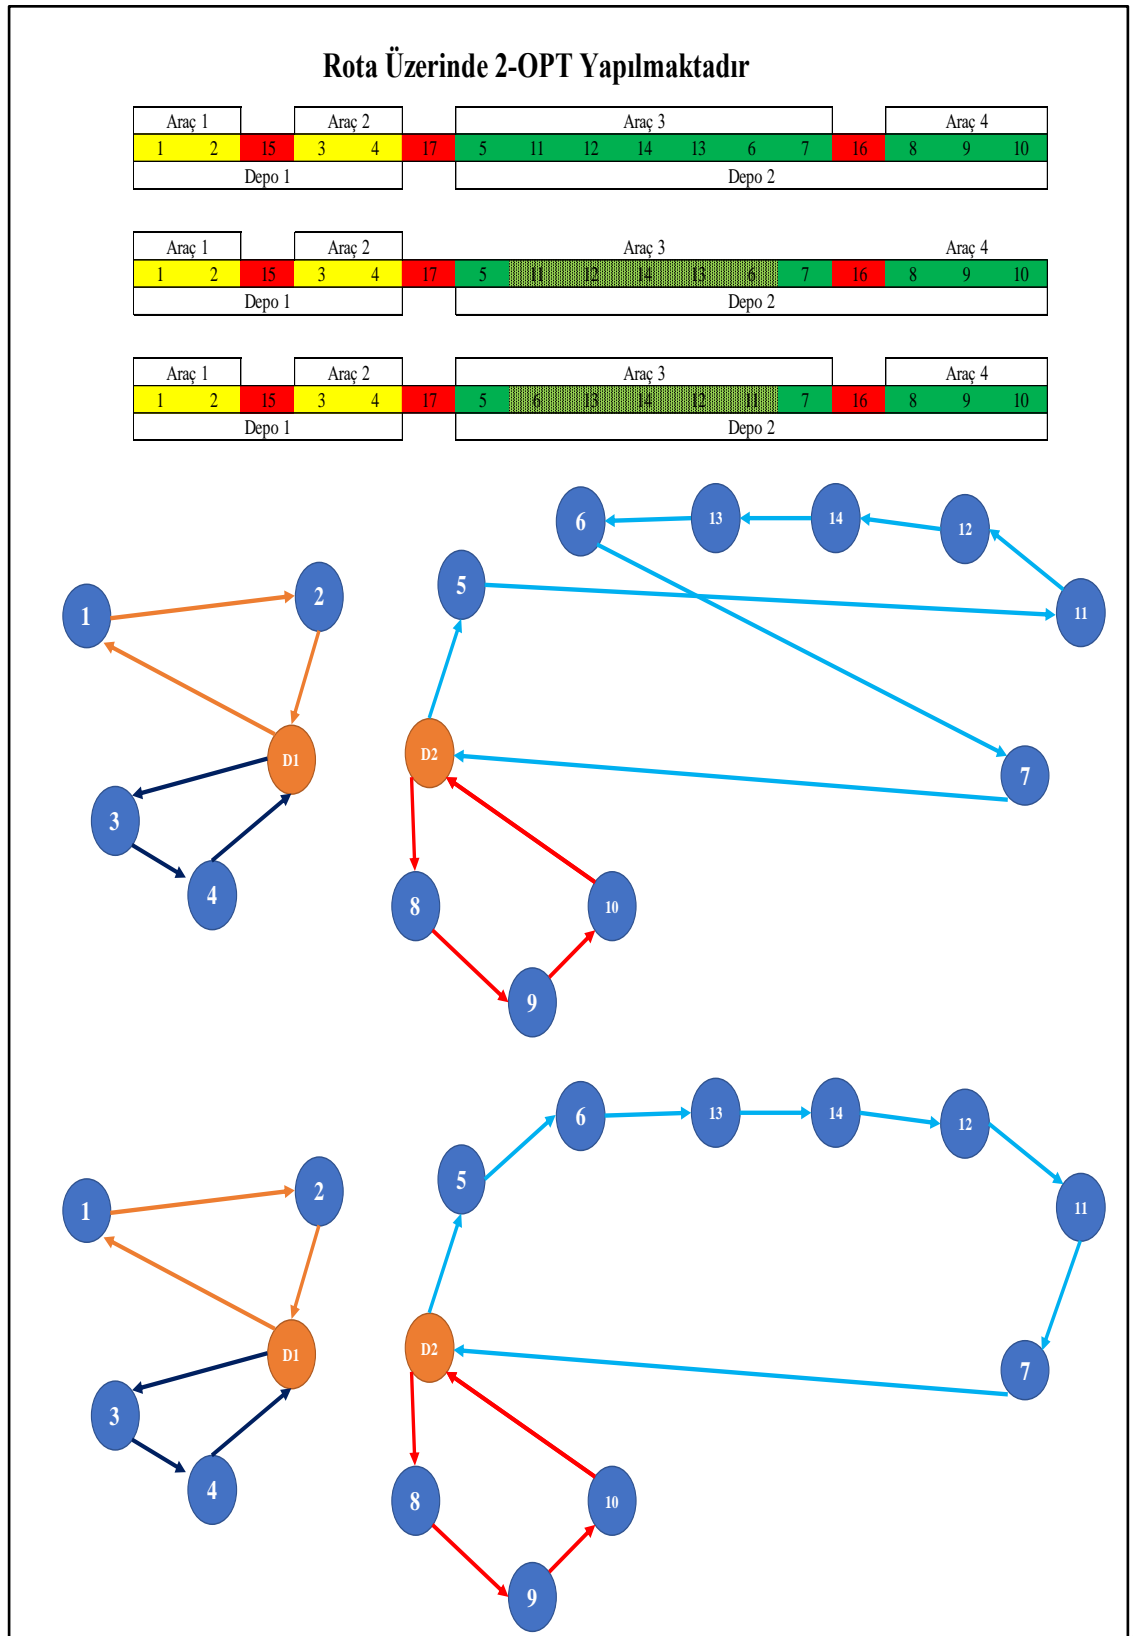 Rota Üzerinde 2-OPT Yapılmaktadır
Araç 1 Araç 2 Araç 3 Araç 4
1 2 15 3 4 17 5 11 12 14 13 6 7 16 8 9 10
Depo 1 Depo 2
Araç 1 Araç 2 Araç 3 Araç 4
1 2 15 3 4 17 5 11 12 14 13 6 7 16 8 9 10
Depo 1 Depo 2
Araç 1 Araç 2 Araç 3 Araç 4
1 2 15 3 4 17 5 6 13 14 12 11 7 16 8 9 10
Depo 1 Depo 2
6 13 14 12
1 2 5 11
D1 D2 7
3 4 8 10
9
6 13 14 12
1 2 5 11
D1 D2 7
3 4 8 10
9